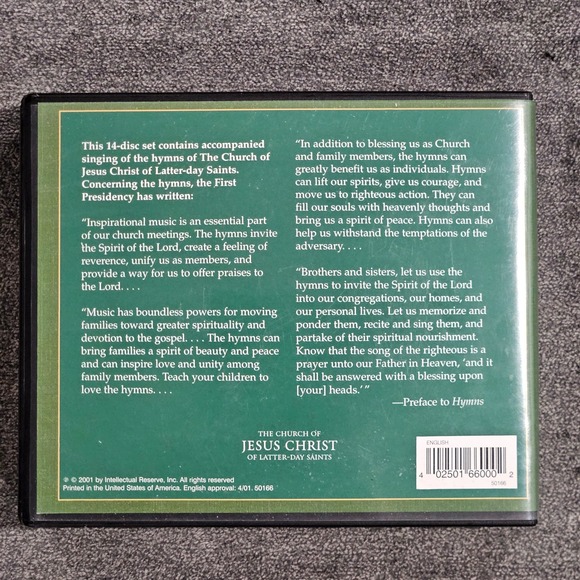 This 14-disc set contains accompanied
singing of the hymns of The Church of
Jesus Christ of Latter-day Saints.
Concerning the hymns, the First
Presidency has written:
“Inspirational music is an essential part
of our church meetings. The hymns invite
the Spirit of the Lord, create a feeling of
reverence, unify us as members, and
provide a way for us to offer praises to
the Lord. . . .
“Music has boundless powers for moving
families toward greater spirituality and
devotion to the gospel. . . . The hymns can
bring families a spirit of beauty and peace
and can inspire love and unity among
family members. Teach your children to
love the hymns. . . .
“In addition to blessing us as Church
and family members, the hymns can
greatly benefit us as individuals. Hymns
can lift our spirits, give us courage, and
move us to righteous action. They can
fill our souls with heavenly thoughts and
bring us a spirit of peace. Hymns can also
help us withstand the temptations of the
adversary. . . .
“Brothers and sisters, let us use the
hymns to invite the Spirit of the Lord
into our congregations, our homes, and
our personal lives. Let us memorize and
ponder them, recite and sing them, and
partake of their spiritual nourishment.
Know that the song of the righteous is a
prayer unto our Father in Heaven, ‘and it
shall be answered with a blessing upon
[your] heads.’ ”
—Preface to Hymns
THE CHURCH OF
JESUS CHRIST
OF LATTER-DAY SAINTS
℗ © 2001 by Intellectual Reserve, Inc. All rights reserved
Printed in the United States of America. English approval: 4/01. 50166
ENGLISH
4 02501 66000 2
50166